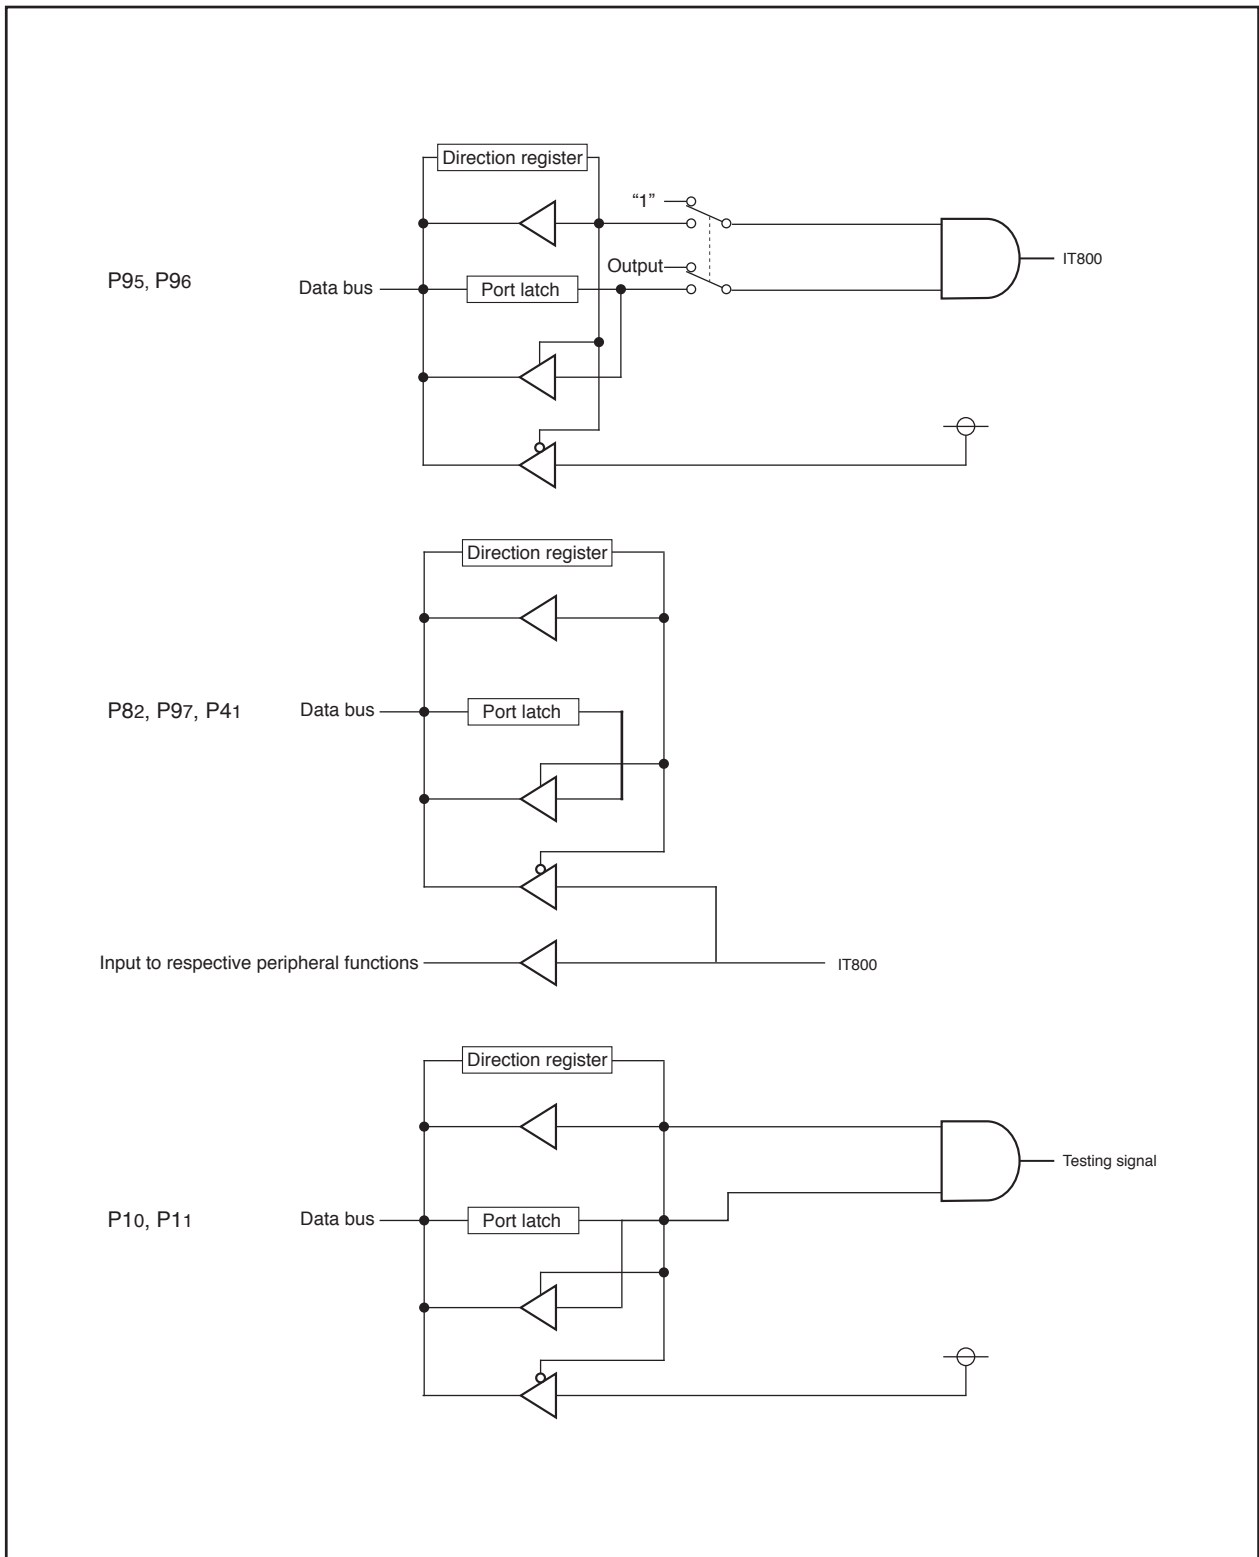 Direction register
“1”
Output
IT800
P95, P96
Data bus
Port latch
Direction register
P82, P97, P41
Data bus
Port latch
Input to respective peripheral functions
IT800
Direction register
Testing signal
P10, P11
Data bus
Port latch